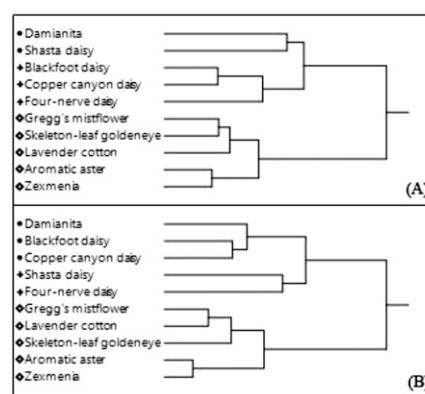 Damianita
Shasta daisy
Blackfoot daisy
Copper canyon daisy
Four-nerve daisy
Gregg's mistflower
Skeleton-leaf goldeneye
Lavender cotton
Aromatic aster
Zexmenia
(A)
Damianita
Blackfoot daisy
Copper canyon daisy
Shasta daisy
Four-nerve daisy
Gregg's mistflower
Lavender cotton
Skeleton-leaf goldeneye
Aromatic aster
Zexmenia
(B)